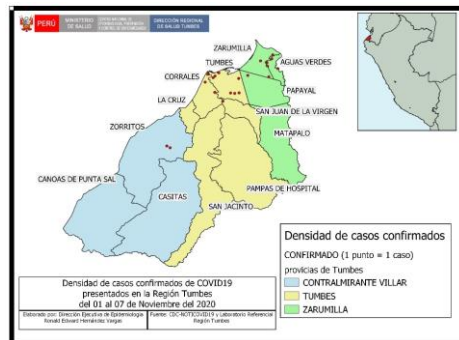 PERÚ
MINISTERIO
DE SALUD
DIRECCIÓN REGIONAL
DE SALUD TUMBES
ZARUMILLA
TUMBES
AGUAS VERDES
CORRALES
PAPAYAL
LA CRUZ
SAN JUAN DE LA VIRGEN
ZORRITOS
MATAPALO
CANOAS DE PUNTA SAL
PAMPAS DE HOSPITAL
CASITAS
SAN JACINTO
Densidad de casos confirmados
CONFIRMADO (1 punto = 1 caso)
provicias de Tumbes
CONTRALMIRANTE VILLAR
TUMBES
ZARUMILLA
Densidad de casos confirmados de COVID19
presentados en la Región Tumbes
del 01 al 07 de Noviembre del 2020
Elaborado por: Dirección Ejecutiva de Epidemiología
Ronald Edward Hernández Vargas
Fuente: CDC-NOTICOVID19 y Laboratorio Referencial
Región Tumbes